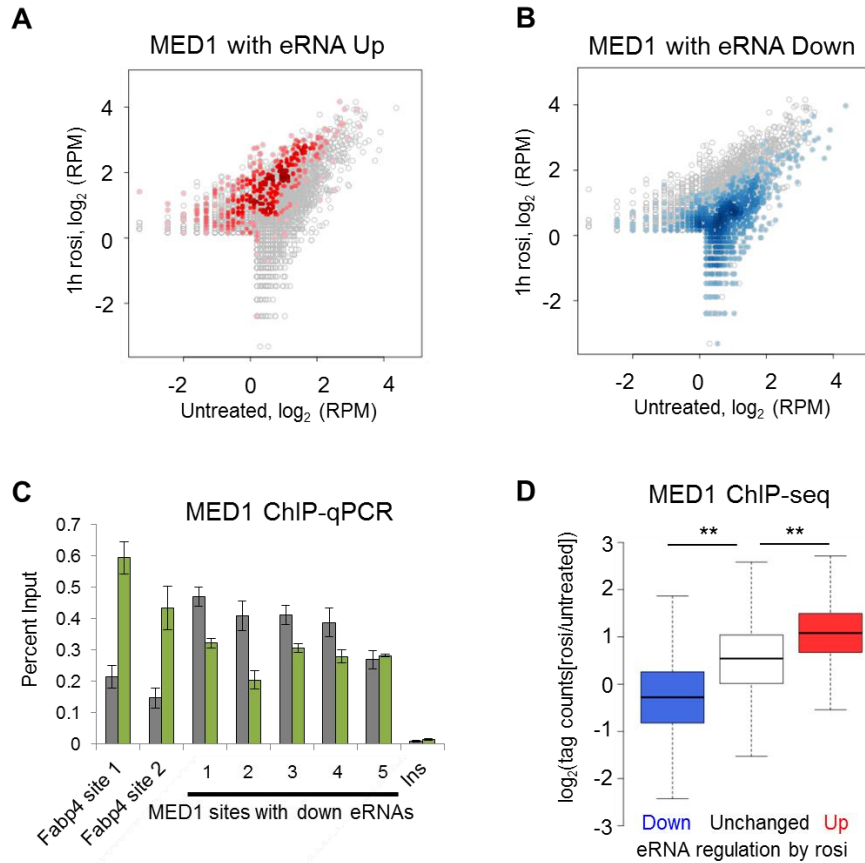 A
MED1 with eRNA Up
1h rosi, log₂ (RPM)
4
2
0
-2
-2 0 2 4
Untreated, log₂ (RPM)
B
MED1 with eRNA Down
1h rosi, log₂ (RPM)
4
2
0
-2
-2 0 2 4
Untreated, log₂ (RPM)
C
MED1 ChIP-qPCR
Percent Input
0.7
0.6
0.5
0.4
0.3
0.2
0.1
0
Fabp4 site 1
Fabp4 site 2
1 2 3 4 5
Ins
MED1 sites with down eRNAs
D
MED1 ChIP-seq
log₂(tag counts[rosi/untreated])
3
2
1
0
-1
-2
-3
** **
Down Unchanged Up
eRNA regulation by rosi